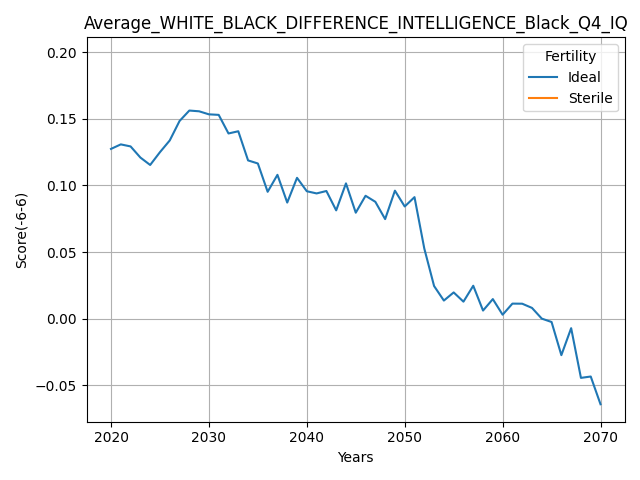 Average_WHITE_BLACK_DIFFERENCE_INTELLIGENCE_Black_Q4_IQ
Fertility
Ideal
Sterile
Score(-6-6)
0.20
0.15
0.10
0.05
0.00
−0.05
2020 2030 2040 2050 2060 2070
Years